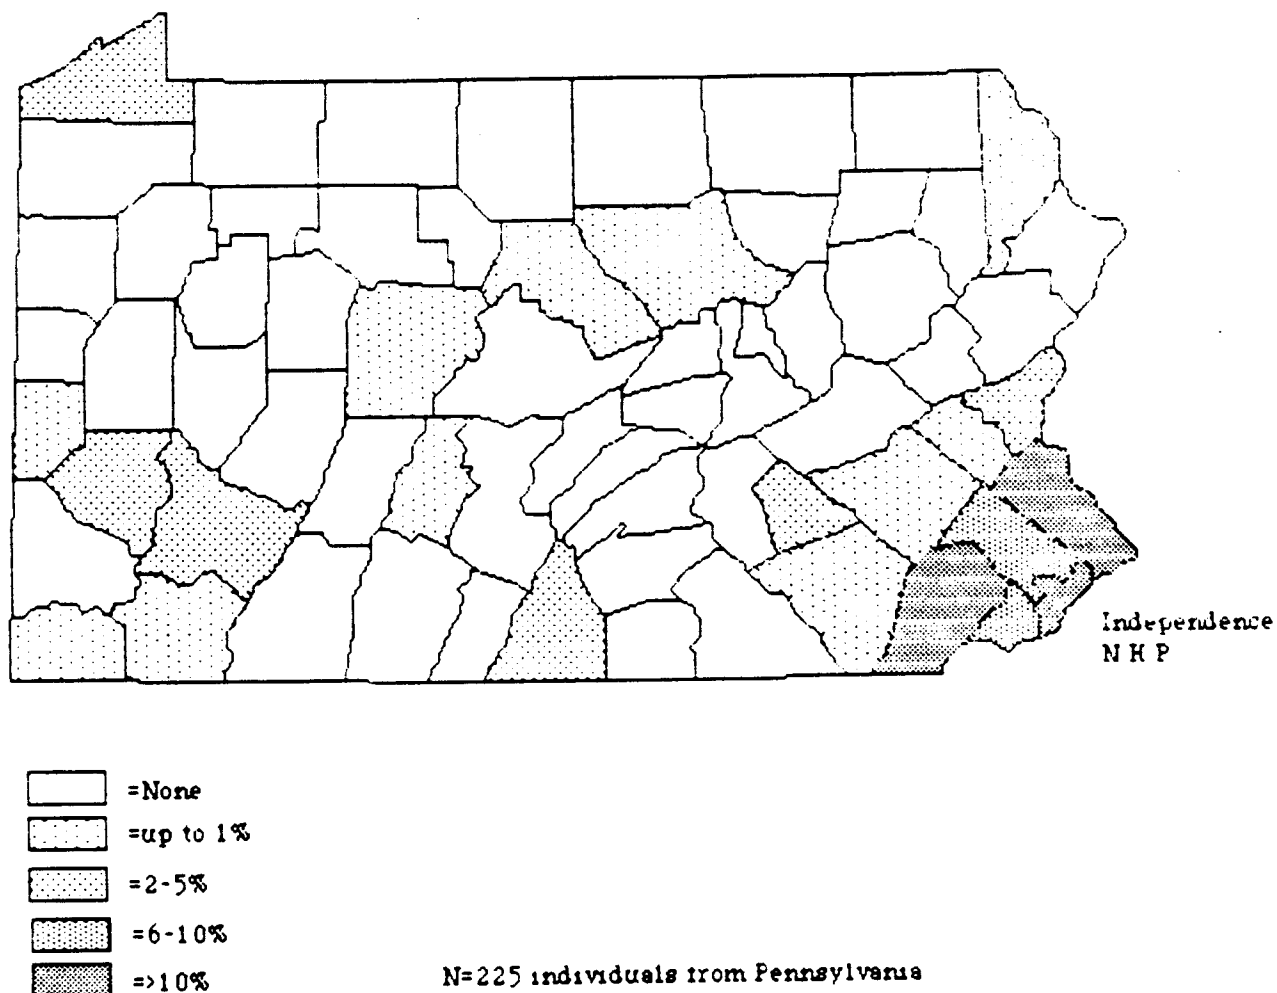 Independence
N H P
=None
=up to 1%
=2-5%
=6-10%
=>10%
N=225 individuals from Pennsylvania